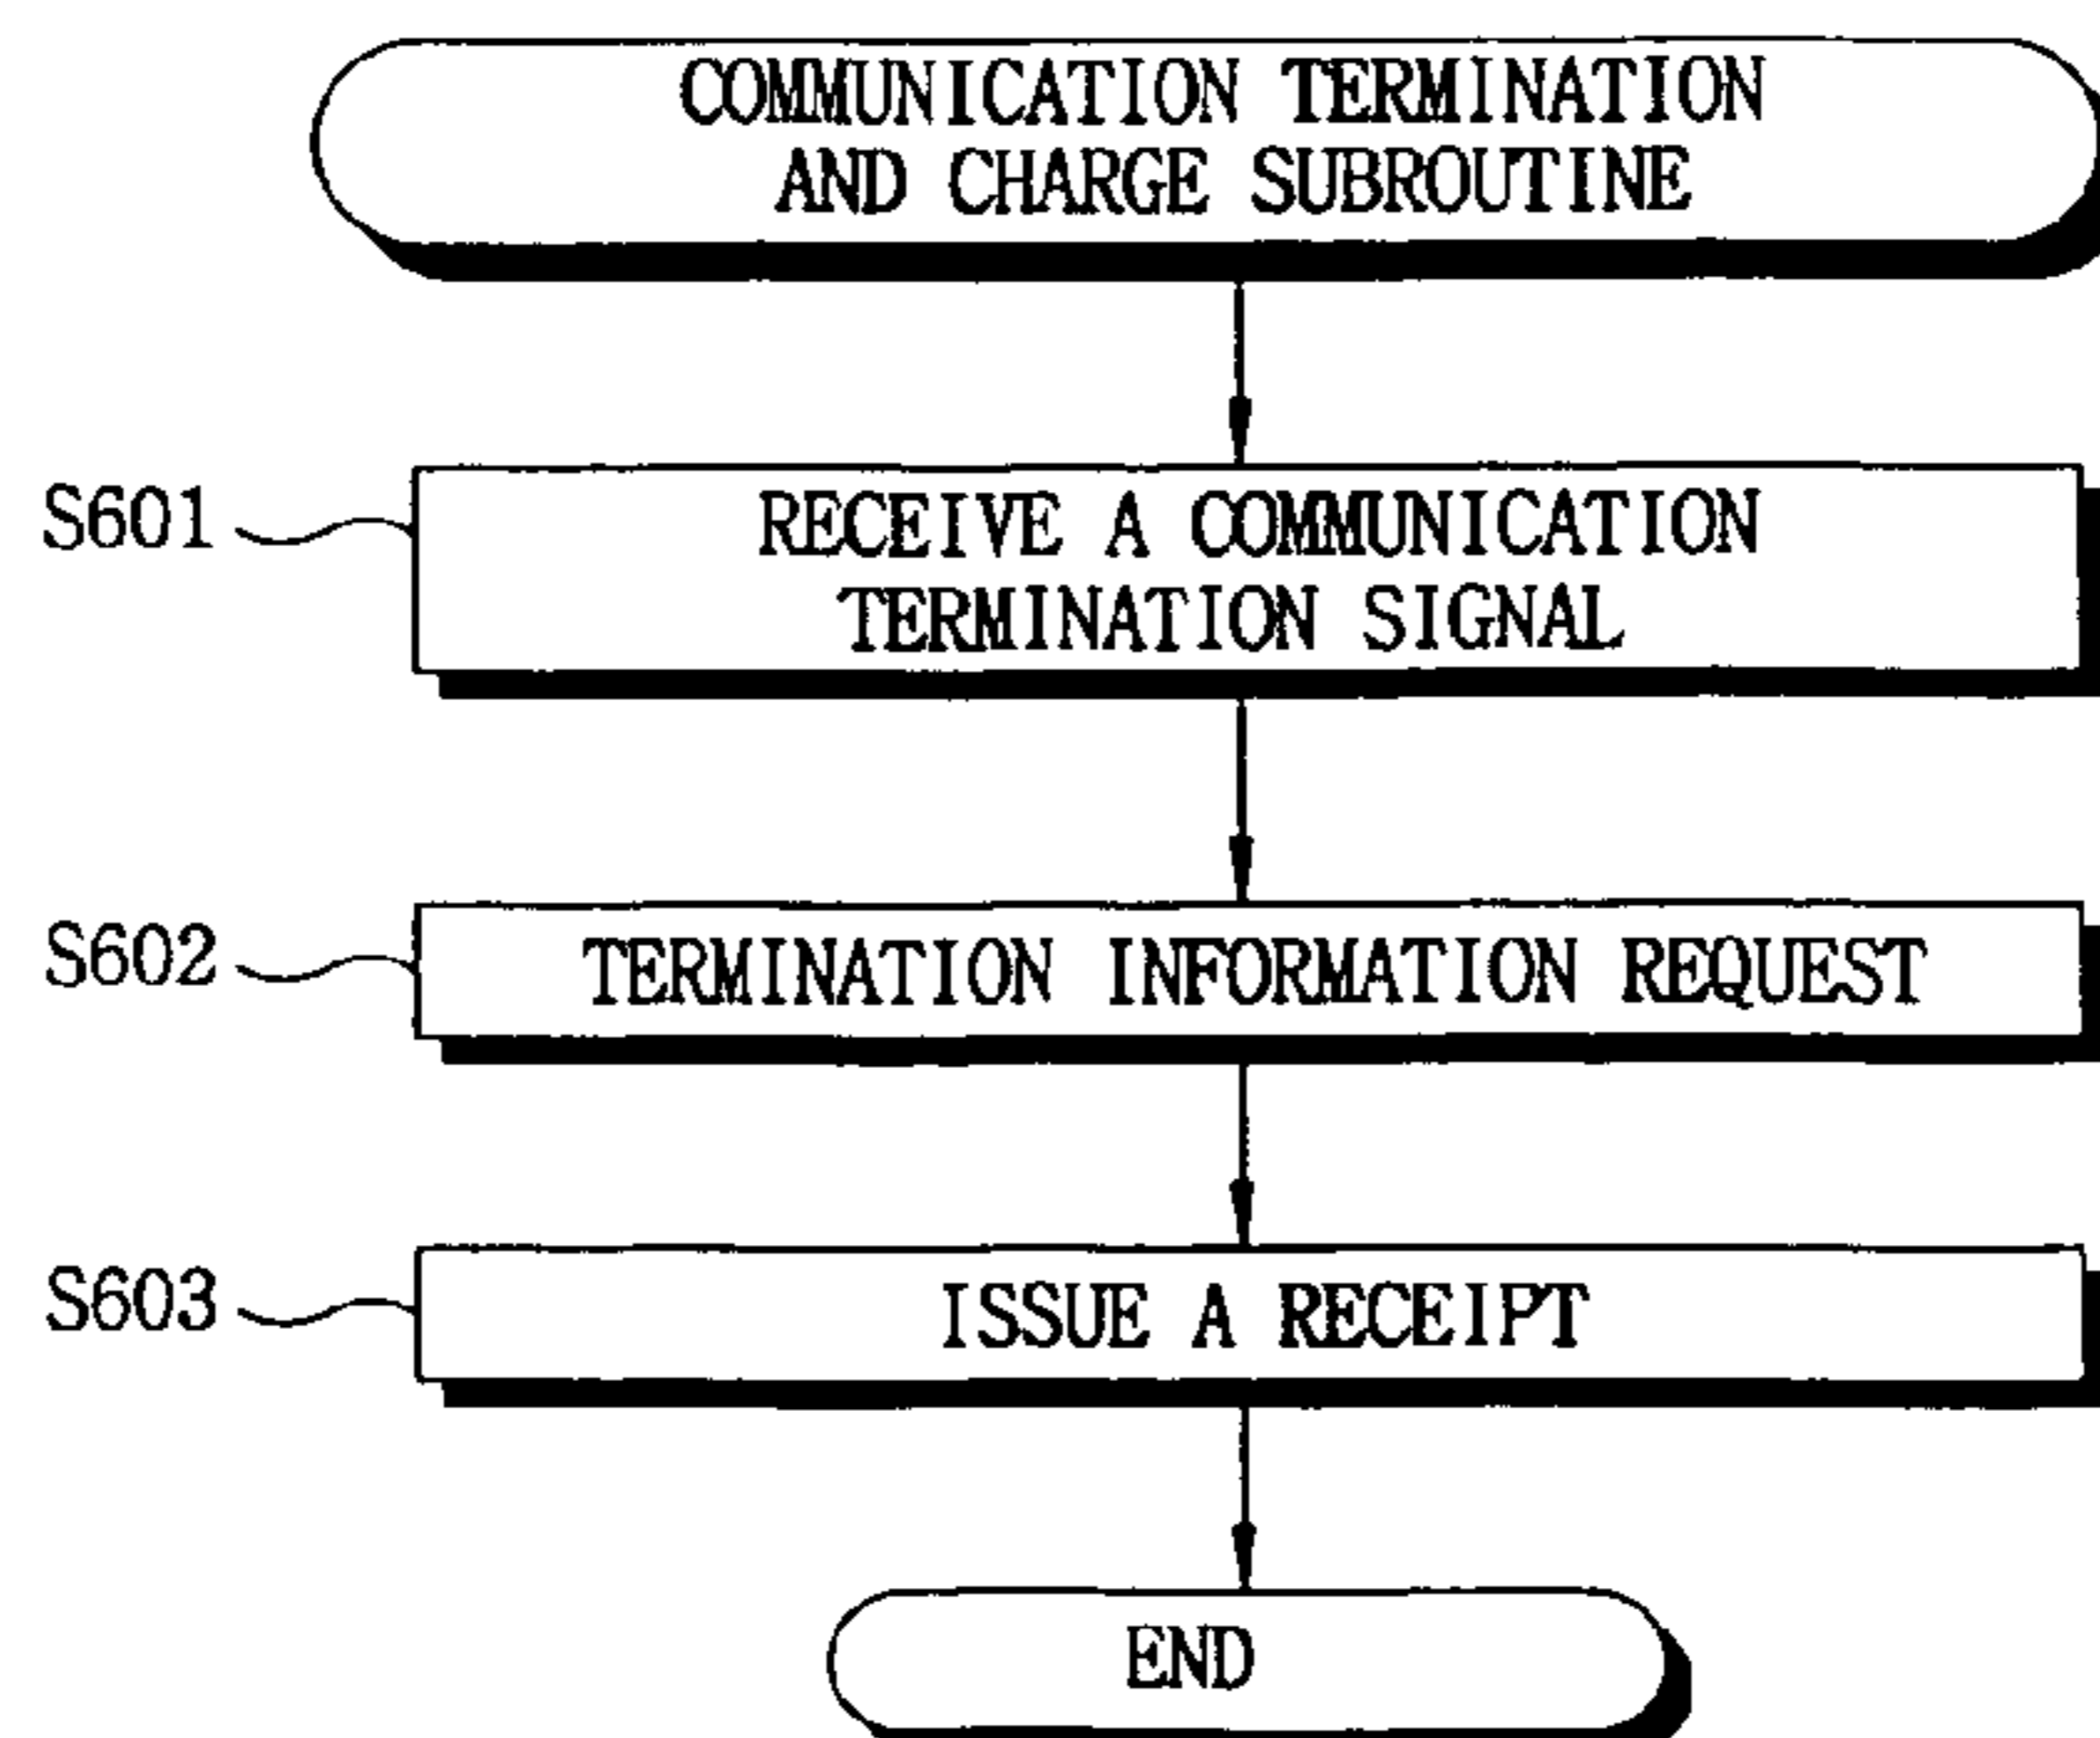 COMMUNICATION TERMINATION
AND CHARGE SUBROUTINE
S601
RECEIVE A COMMUNICATION
TERMINATION SIGNAL
S602
TERMINATION INFORMATION REQUEST
S603
ISSUE A RECEIPT
END